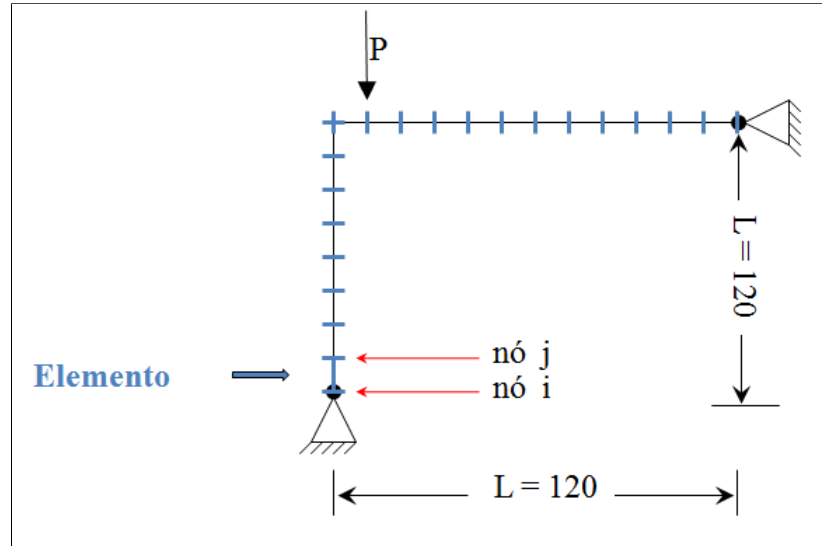 P
L = 120
nó j
Elemento
nó i
L = 120